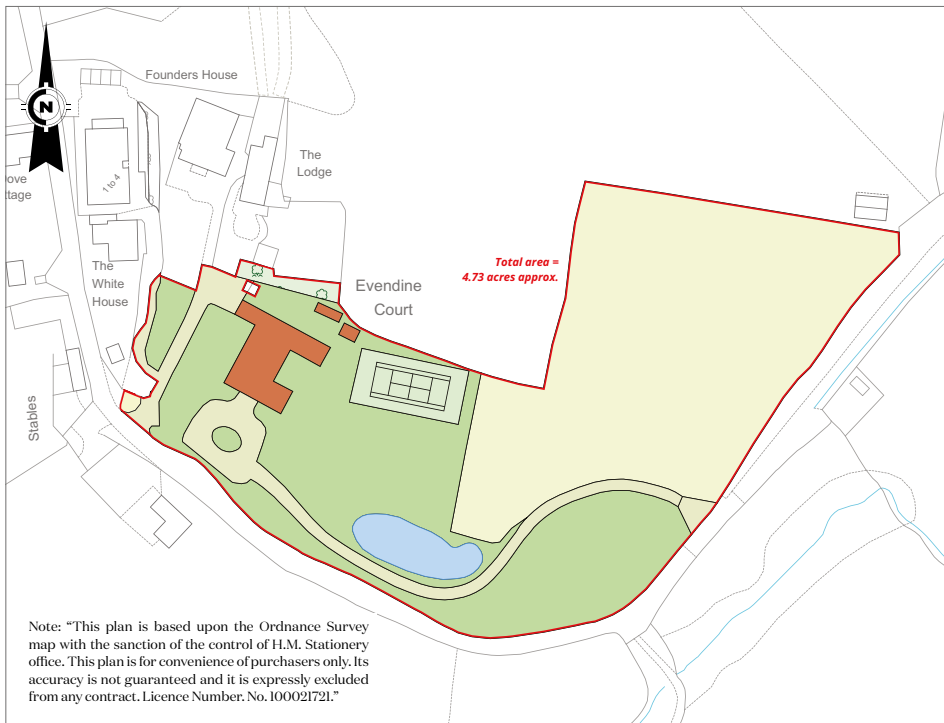 Founders House
N
The
Lodge
1 to 4
ove
ttage
The
White
House
Total area =
4.73 acres approx.
Evendine
Court
Stables
Note: “This plan is based upon the Ordnance Survey
map with the sanction of the control of H.M. Stationery
office. This plan is for convenience of purchasers only. Its
accuracy is not guaranteed and it is expressly excluded
from any contract. Licence Number. No. 100021721.”